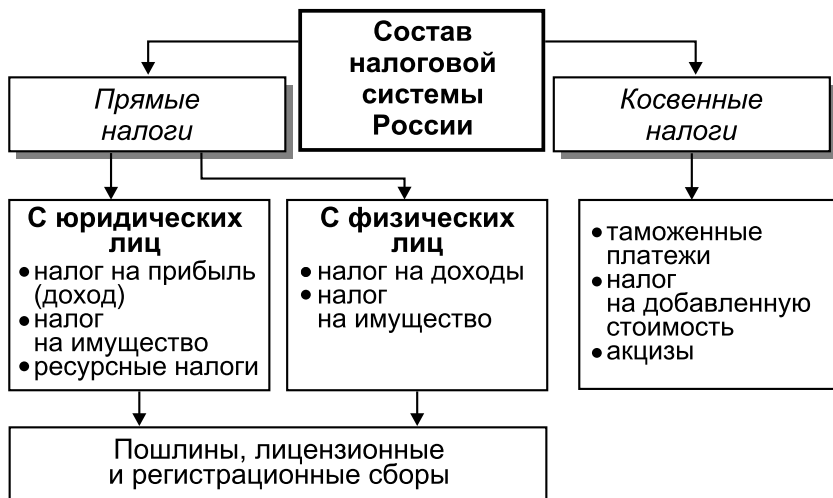 Состав
налоговой
системы
России
Прямые
налоги
Косвенные
налоги
С юридических
лиц
• налог на прибыль
(доход)
• налог
на имущество
• ресурсные налоги
С физических
лиц
• налог на доходы
• налог
на имущество
• таможенные
платежи
• налог
на добавленную
стоимость
• акцизы
Пошлины, лицензионные
и регистрационные сборы